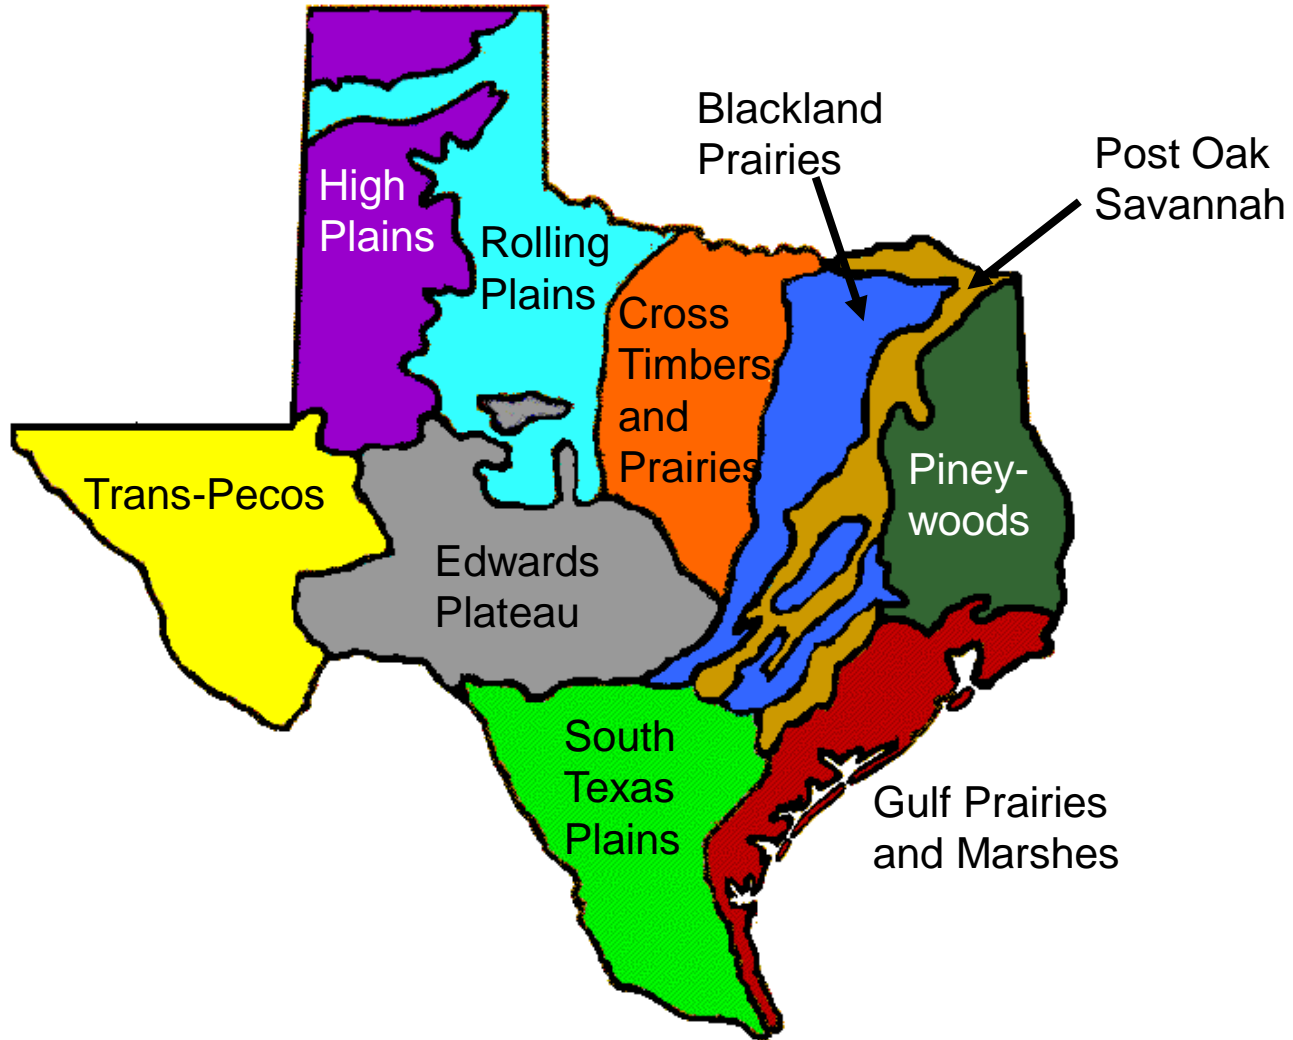 Blackland
Prairies
Post Oak
Savannah
High
Plains
Rolling
Plains
Cross
Timbers
and
Prairies
Piney-
woods
Trans-Pecos
Edwards
Plateau
South
Texas
Plains
Gulf Prairies
and Marshes